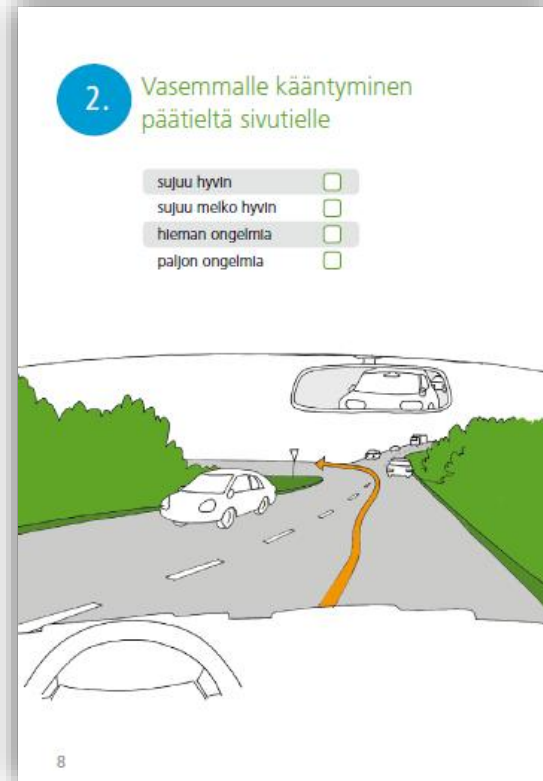 2.
Vasemmalle kääntyminen
päätieltä sivutielle
sujuu hyvin
sujuu melko hyvin
hieman ongelmia
paljon ongelmia
8